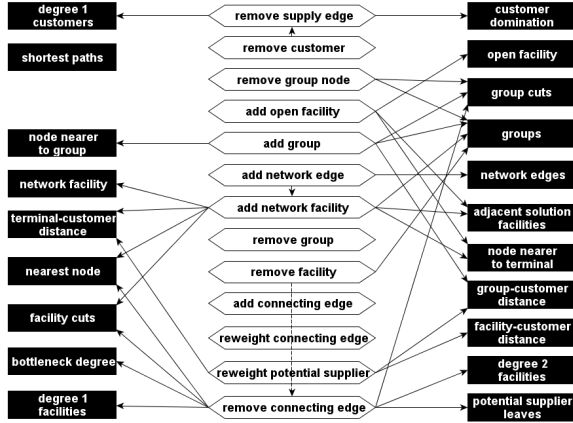 degree 1
customers
shortest paths
node nearer
to group
network facility
terminal-customer
distance
nearest node
facility cuts
bottleneck degree
degree 1
facilities
remove supply edge
remove customer
remove group node
add open facility
add group
add network edge
add network facility
remove group
remove facility
add connecting edge
reweight connecting edge
reweight potential supplier
remove connecting edge
customer
domination
open facility
group cuts
groups
network edges
adjacent solution
facilities
node nearer
to terminal
group-customer
distance
facility-customer
distance
degree 2
facilities
potential supplier
leaves